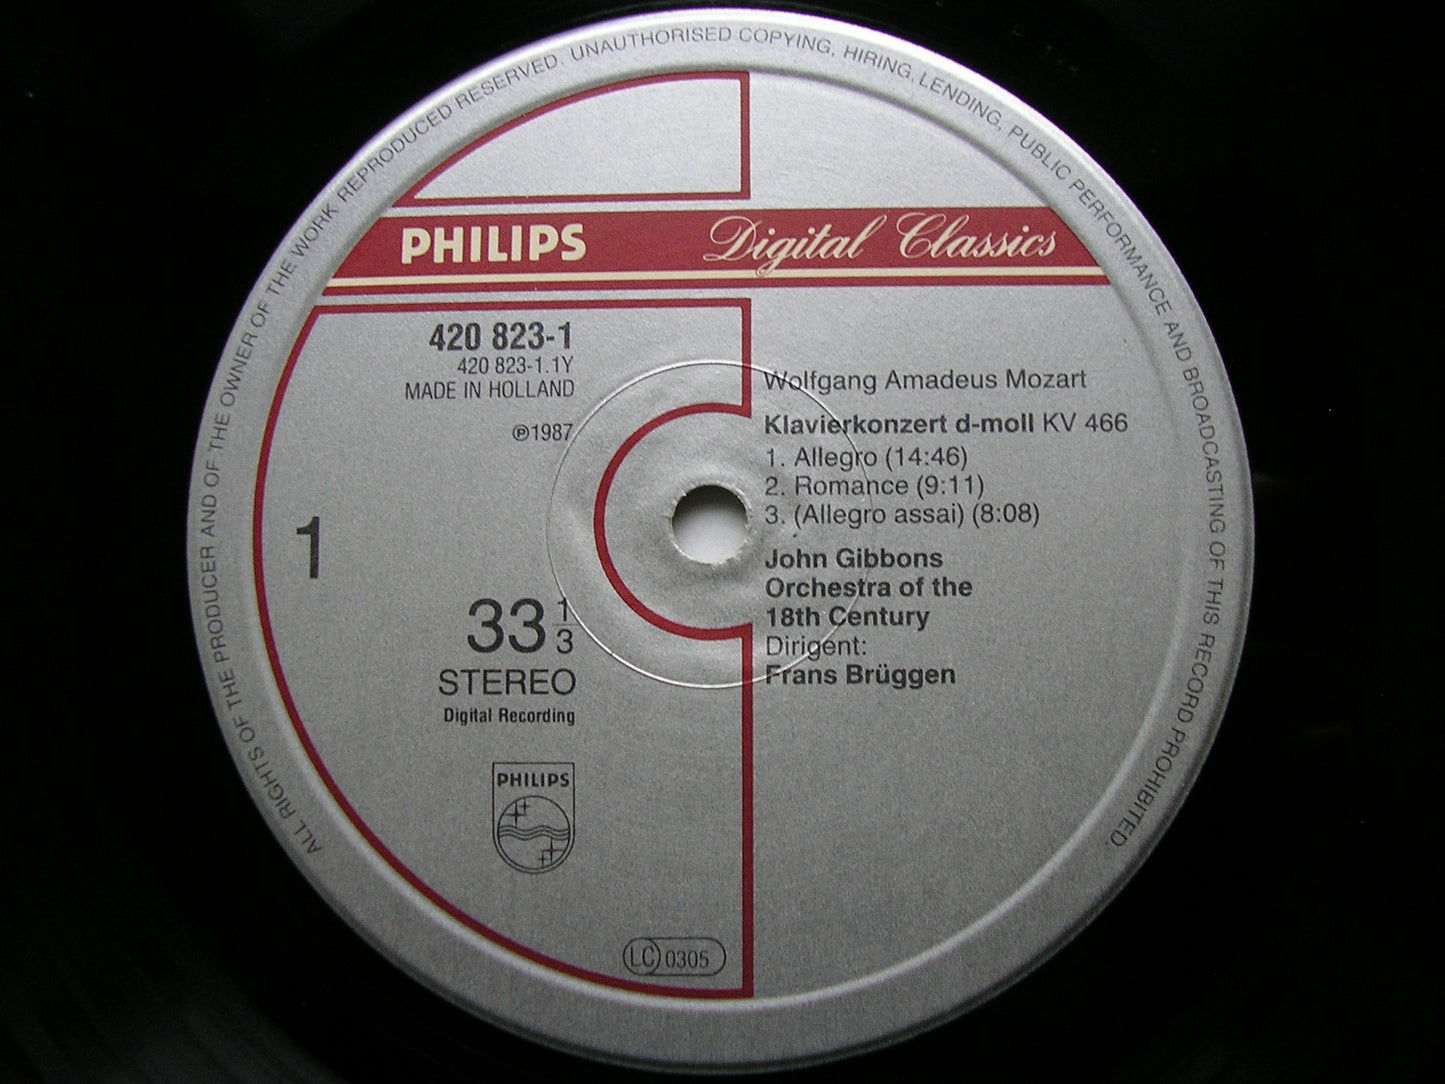 ALL RIGHTS OF THE PRODUCER AND OF THE OWNER OF THE WORK REPRODUCED RESERVED. UNAUTHORISED COPYING, HIRING, LENDING, PUBLIC PERFORMANCE AND BROADCASTING OF THIS RECORD PROHIBITED.
PHILIPS Digital Classics
420 823-1
420 823-1.1Y
MADE IN HOLLAND
℗1987
1
33 1/3
STEREO
Digital Recording
PHILIPS
LC 0305
Wolfgang Amadeus Mozart
Klavierkonzert d-moll KV 466
1. Allegro (14:46)
2. Romance (9:11)
3. (Allegro assai) (8:08)
John Gibbons
Orchestra of the
18th Century
Dirigent:
Frans Brüggen